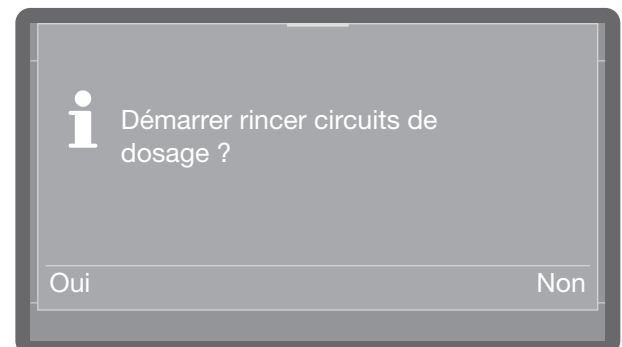 Démarrer rincer circuits de
dosage ?
Oui
Non